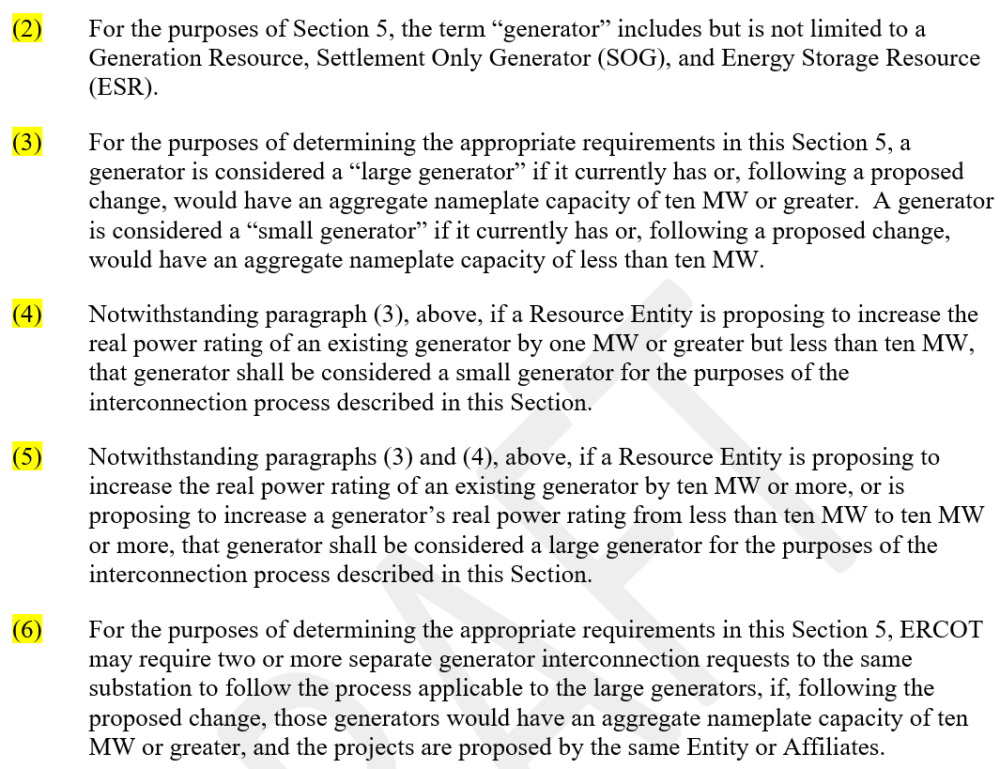 (2) For the purposes of Section 5, the term “generator” includes but is not limited to a
Generation Resource, Settlement Only Generator (SOG), and Energy Storage Resource
(ESR).
(3) For the purposes of determining the appropriate requirements in this Section 5, a
generator is considered a “large generator” if it currently has or, following a proposed
change, would have an aggregate nameplate capacity of ten MW or greater.  A generator
is considered a “small generator” if it currently has or, following a proposed change,
would have an aggregate nameplate capacity of less than ten MW.
(4) Notwithstanding paragraph (3), above, if a Resource Entity is proposing to increase the
real power rating of an existing generator by one MW or greater but less than ten MW,
that generator shall be considered a small generator for the purposes of the
interconnection process described in this Section.
(5) Notwithstanding paragraphs (3) and (4), above, if a Resource Entity is proposing to
increase the real power rating of an existing generator by ten MW or more, or is
proposing to increase a generator’s real power rating from less than ten MW to ten MW
or more, that generator shall be considered a large generator for the purposes of the
interconnection process described in this Section.
(6) For the purposes of determining the appropriate requirements in this Section 5, ERCOT
may require two or more separate generator interconnection requests to the same
substation to follow the process applicable to the large generators, if, following the
proposed change, those generators would have an aggregate nameplate capacity of ten
MW or greater, and the projects are proposed by the same Entity or Affiliates.
DRAFT